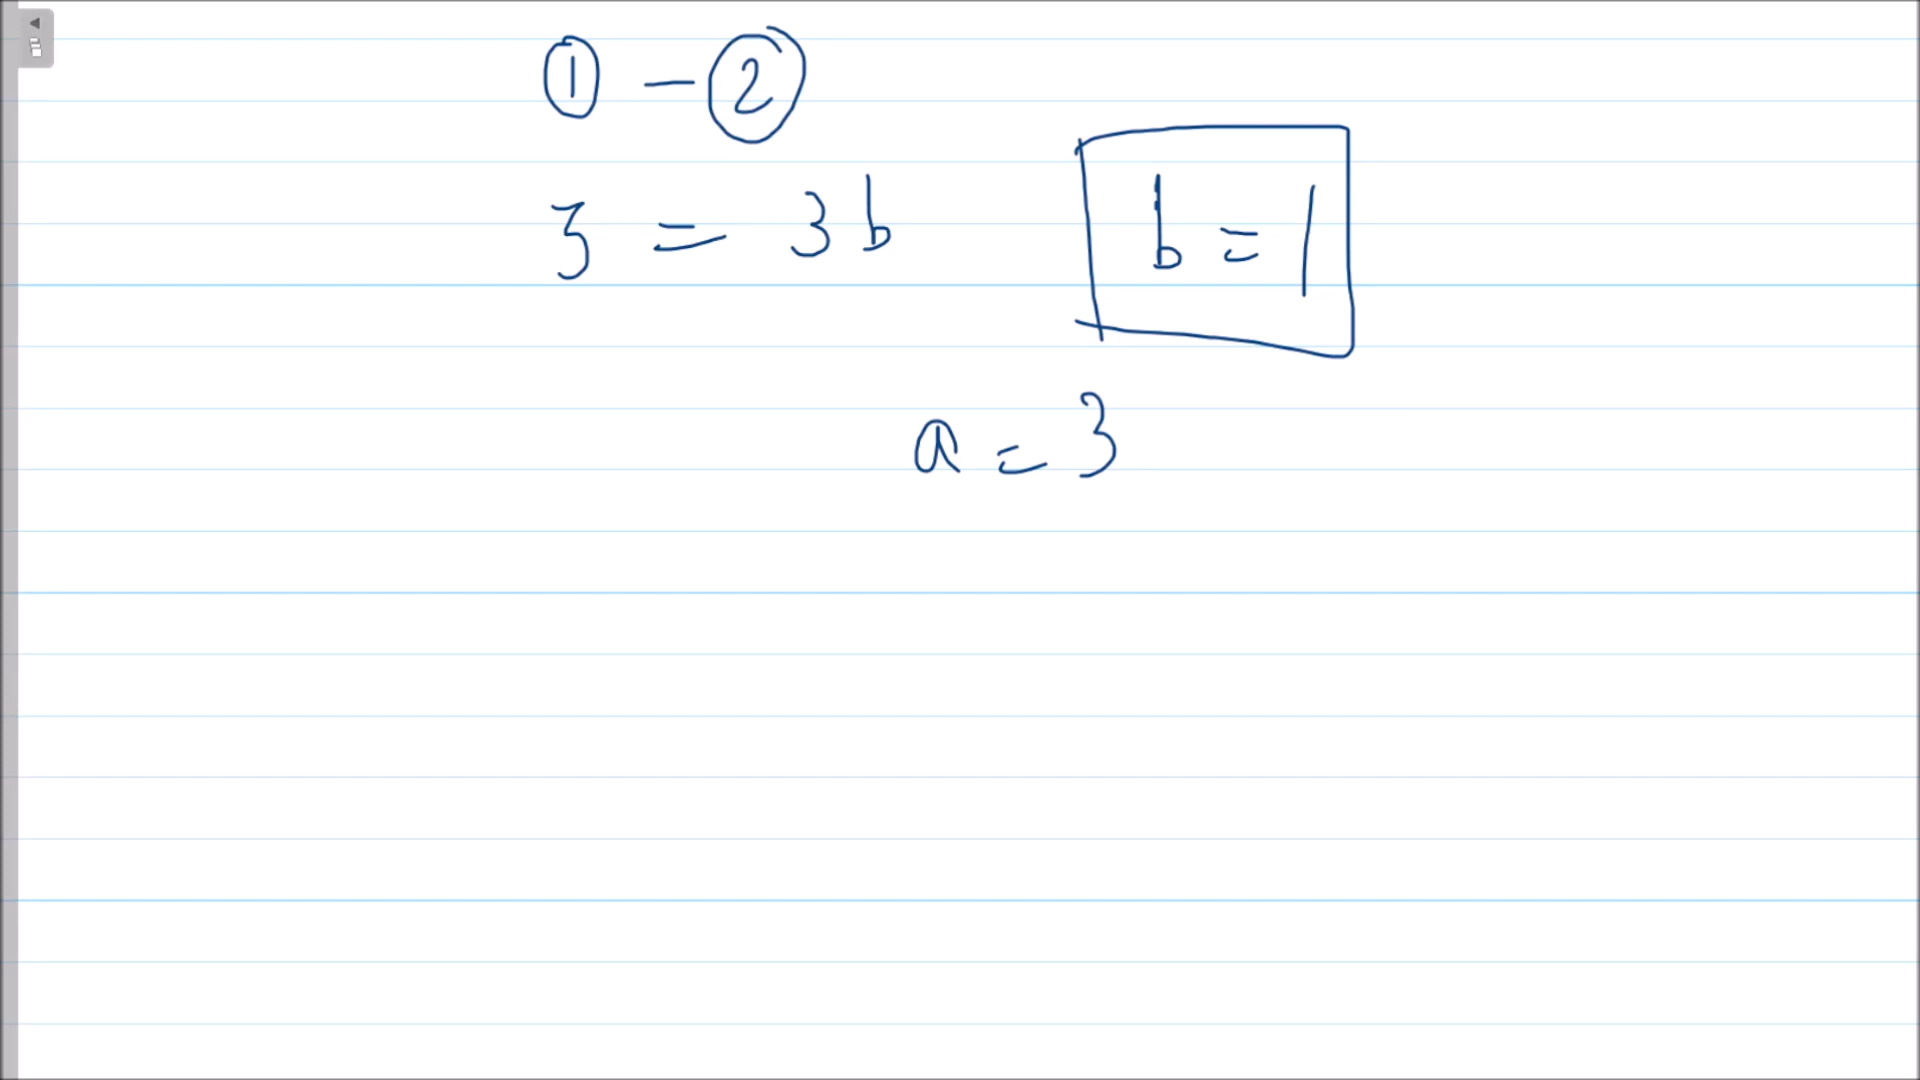 ① - ②
3 = 3b
b = 1
a = 3